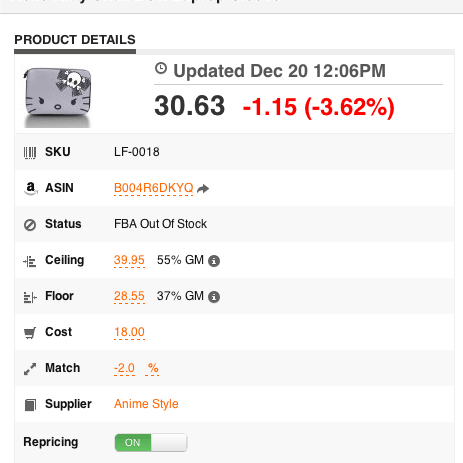 PRODUCT DETAILS
Updated Dec 20 12:06PM
30.63 -1.15 (-3.62%)
SKU LF-0018
ASIN B004R6DKYQ
Status FBA Out Of Stock
Ceiling 39.95 55% GM
Floor 28.55 37% GM
Cost 18.00
Match -2.0 %
Supplier Anime Style
Repricing ON